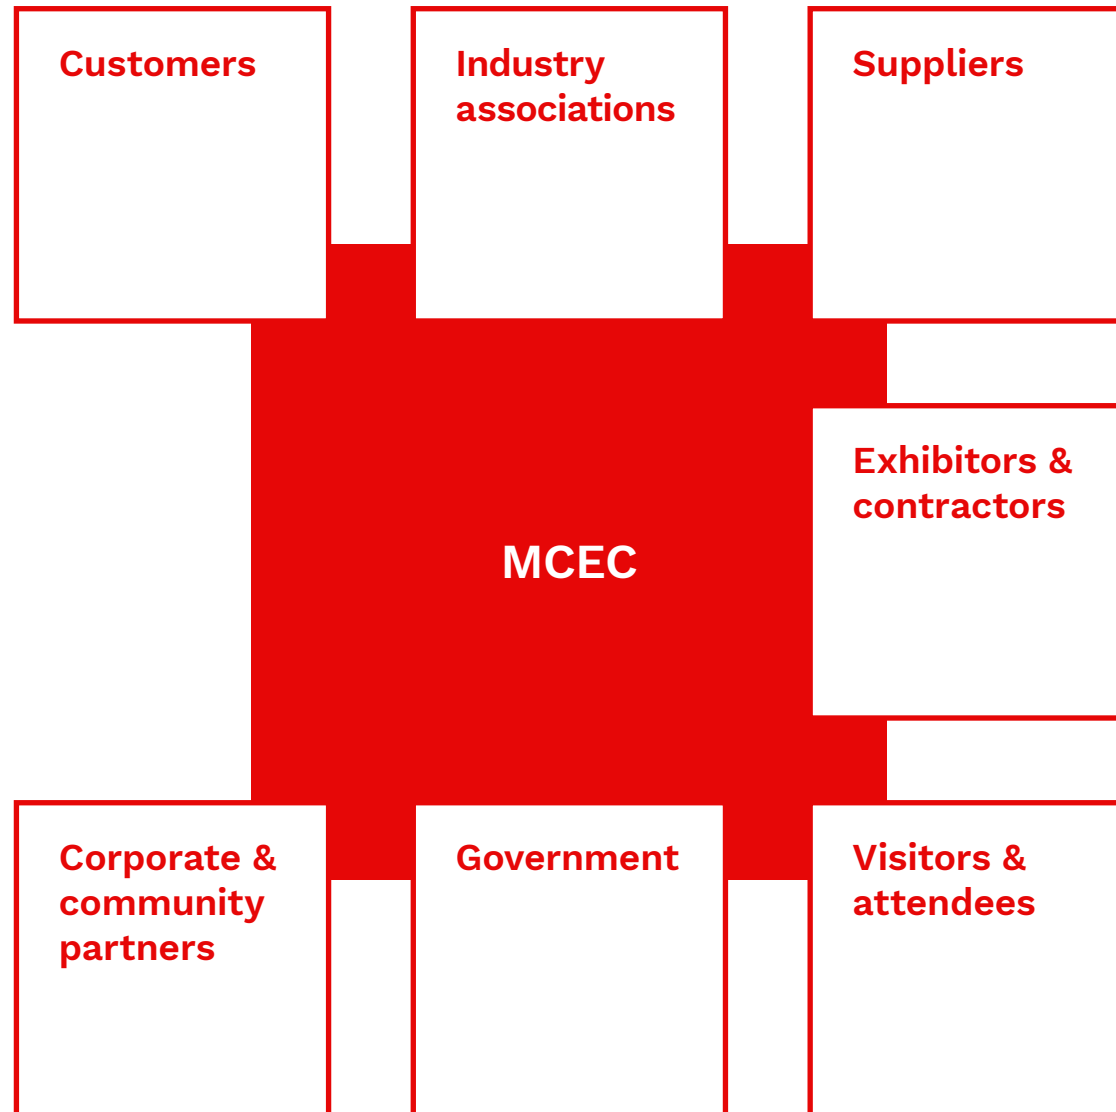 Customers
Industry
associations
Suppliers
Exhibitors &
contractors
MCEC
Corporate &
community
partners
Government
Visitors &
attendees